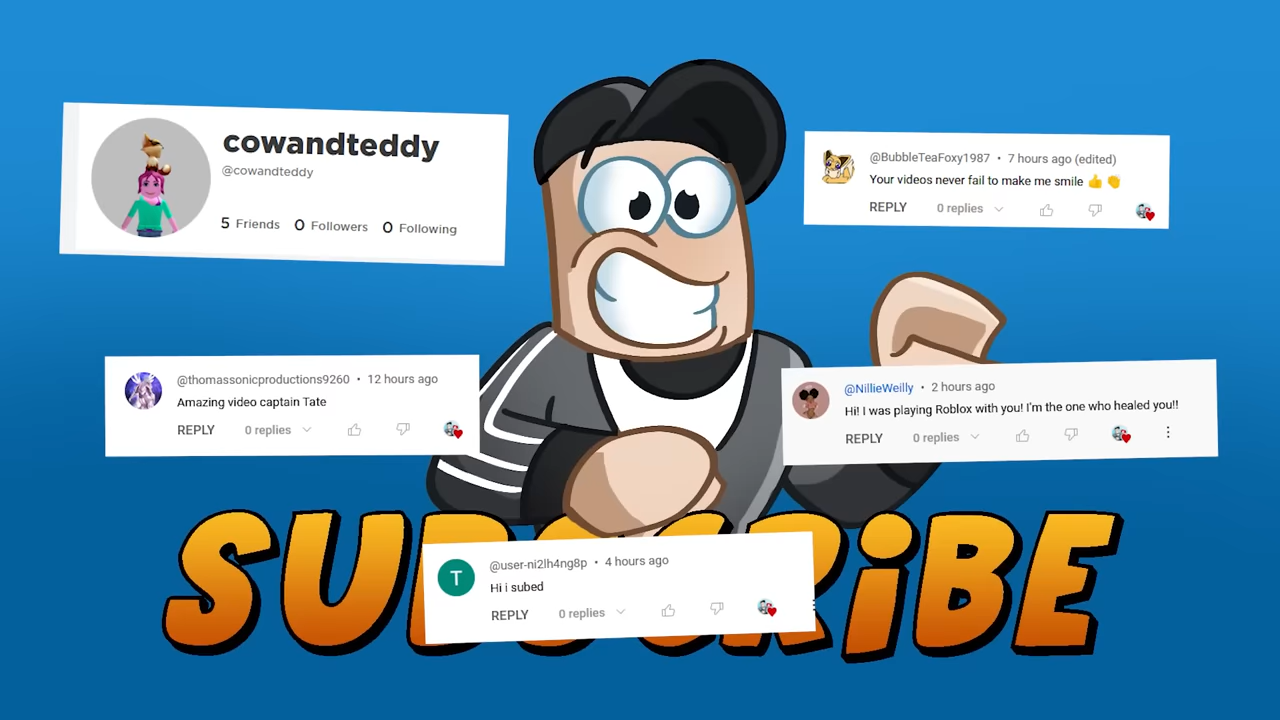 cowandteddy
@cowandteddy
5 Friends 0 Followers 0 Following
@BubbleTeaFoxy1987 • 7 hours ago (edited)
Your videos never fail to make me smile 👍 👏
REPLY 0 replies
@thomassonicproductions9260 • 12 hours ago
Amazing video captain Tate
REPLY 0 replies
@NillieWeilly • 2 hours ago
Hi! I was playing Roblox with you! I'm the one who healed you!!
REPLY 0 replies
SUBSCRiBE
T
@user-ni2lh4ng8p • 4 hours ago
Hi i subed
REPLY 0 replies